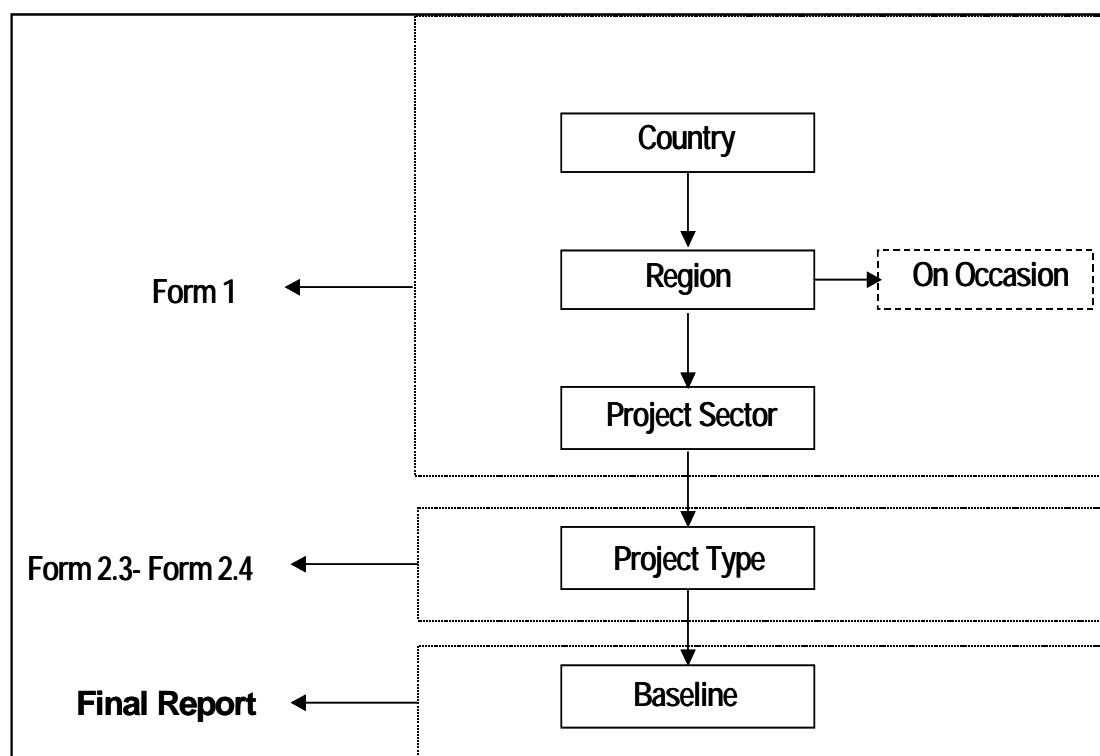 Country
Form 1
Region
On Occasion
Project Sector
Form 2.3- Form 2.4
Project Type
Final Report
Baseline